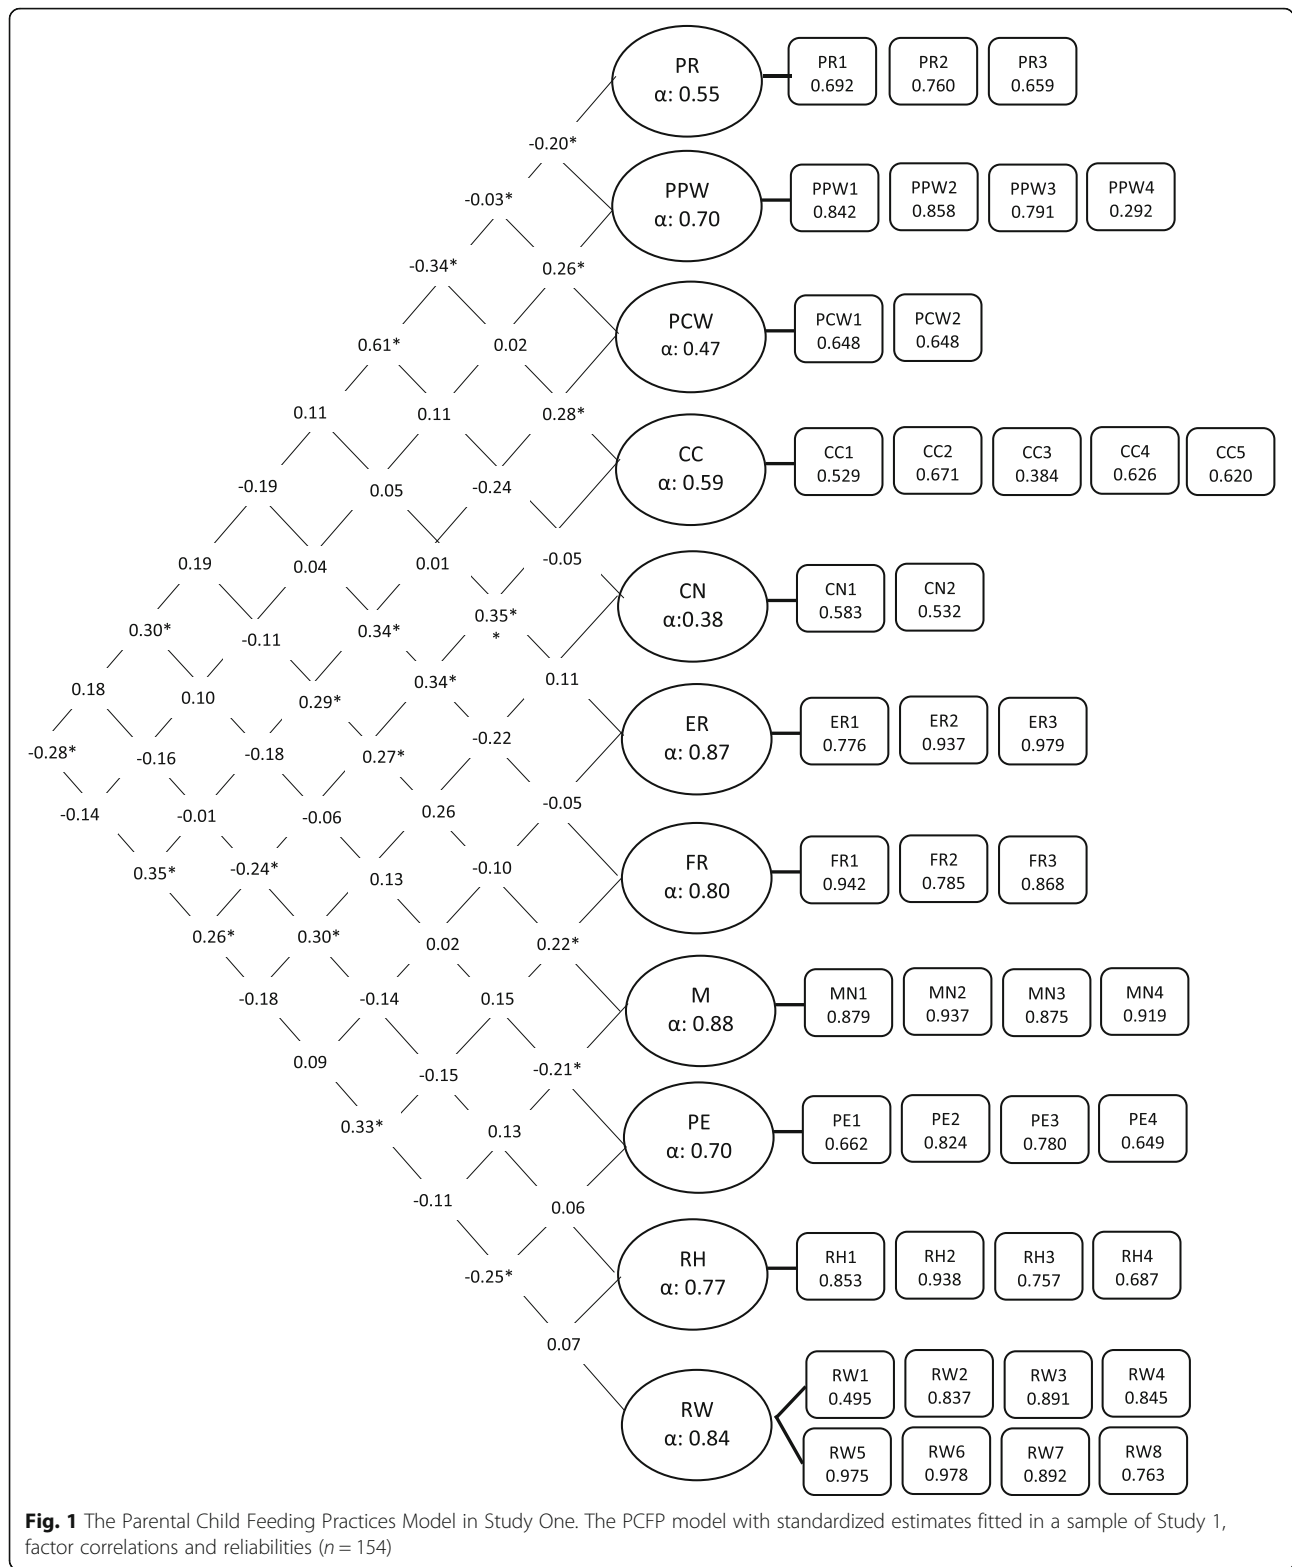 PR
α: 0.55
PR1
0.692
PR2
0.760
PR3
0.659
-0.20*
PPW
α: 0.70
PPW1
0.842
PPW2
0.858
PPW3
0.791
PPW4
0.292
-0.03*
-0.34*
0.26*
PCW
α: 0.47
PCW1
0.648
PCW2
0.648
0.61*
0.02
0.11
0.11
0.28*
CC
α: 0.59
CC1
0.529
CC2
0.671
CC3
0.384
CC4
0.626
CC5
0.620
-0.19
0.05
-0.24
0.19
0.04
0.01
-0.05
CN
α:0.38
CN1
0.583
CN2
0.532
0.30*
-0.11
0.34*
0.35*
*
0.18
0.10
0.29*
0.34*
0.11
ER
α: 0.87
ER1
0.776
ER2
0.937
ER3
0.979
-0.28*
-0.16
-0.18
0.27*
-0.22
-0.14
-0.01
-0.06
0.26
-0.05
FR
α: 0.80
FR1
0.942
FR2
0.785
FR3
0.868
0.35*
-0.24*
0.13
-0.10
0.26*
0.30*
0.02
0.22*
M
α: 0.88
MN1
0.879
MN2
0.937
MN3
0.875
MN4
0.919
-0.18
-0.14
0.15
0.09
-0.15
-0.21*
PE
α: 0.70
PE1
0.662
PE2
0.824
PE3
0.780
PE4
0.649
0.33*
0.13
-0.11
0.06
RH
α: 0.77
RH1
0.853
RH2
0.938
RH3
0.757
RH4
0.687
-0.25*
0.07
RW
α: 0.84
RW1
0.495
RW2
0.837
RW3
0.891
RW4
0.845
RW5
0.975
RW6
0.978
RW7
0.892
RW8
0.763
Fig. 1 The Parental Child Feeding Practices Model in Study One. The PCFP model with standardized estimates fitted in a sample of Study 1,
factor correlations and reliabilities (n = 154)